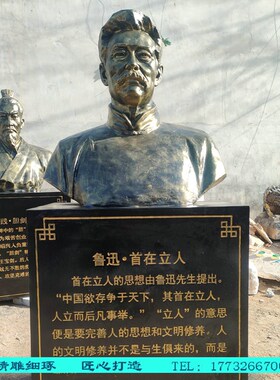 鲁迅·首在立人
首在立人的思想由鲁迅先生提出。
“中国欲存争于天下，其首在立人，
人立而后凡事举。”“立人”的意思
便是要完善人的思想和文明修养。人
的文明修养并不是与生俱来的，而是
精雕细琢 匠心打造 TEL: 1773266700